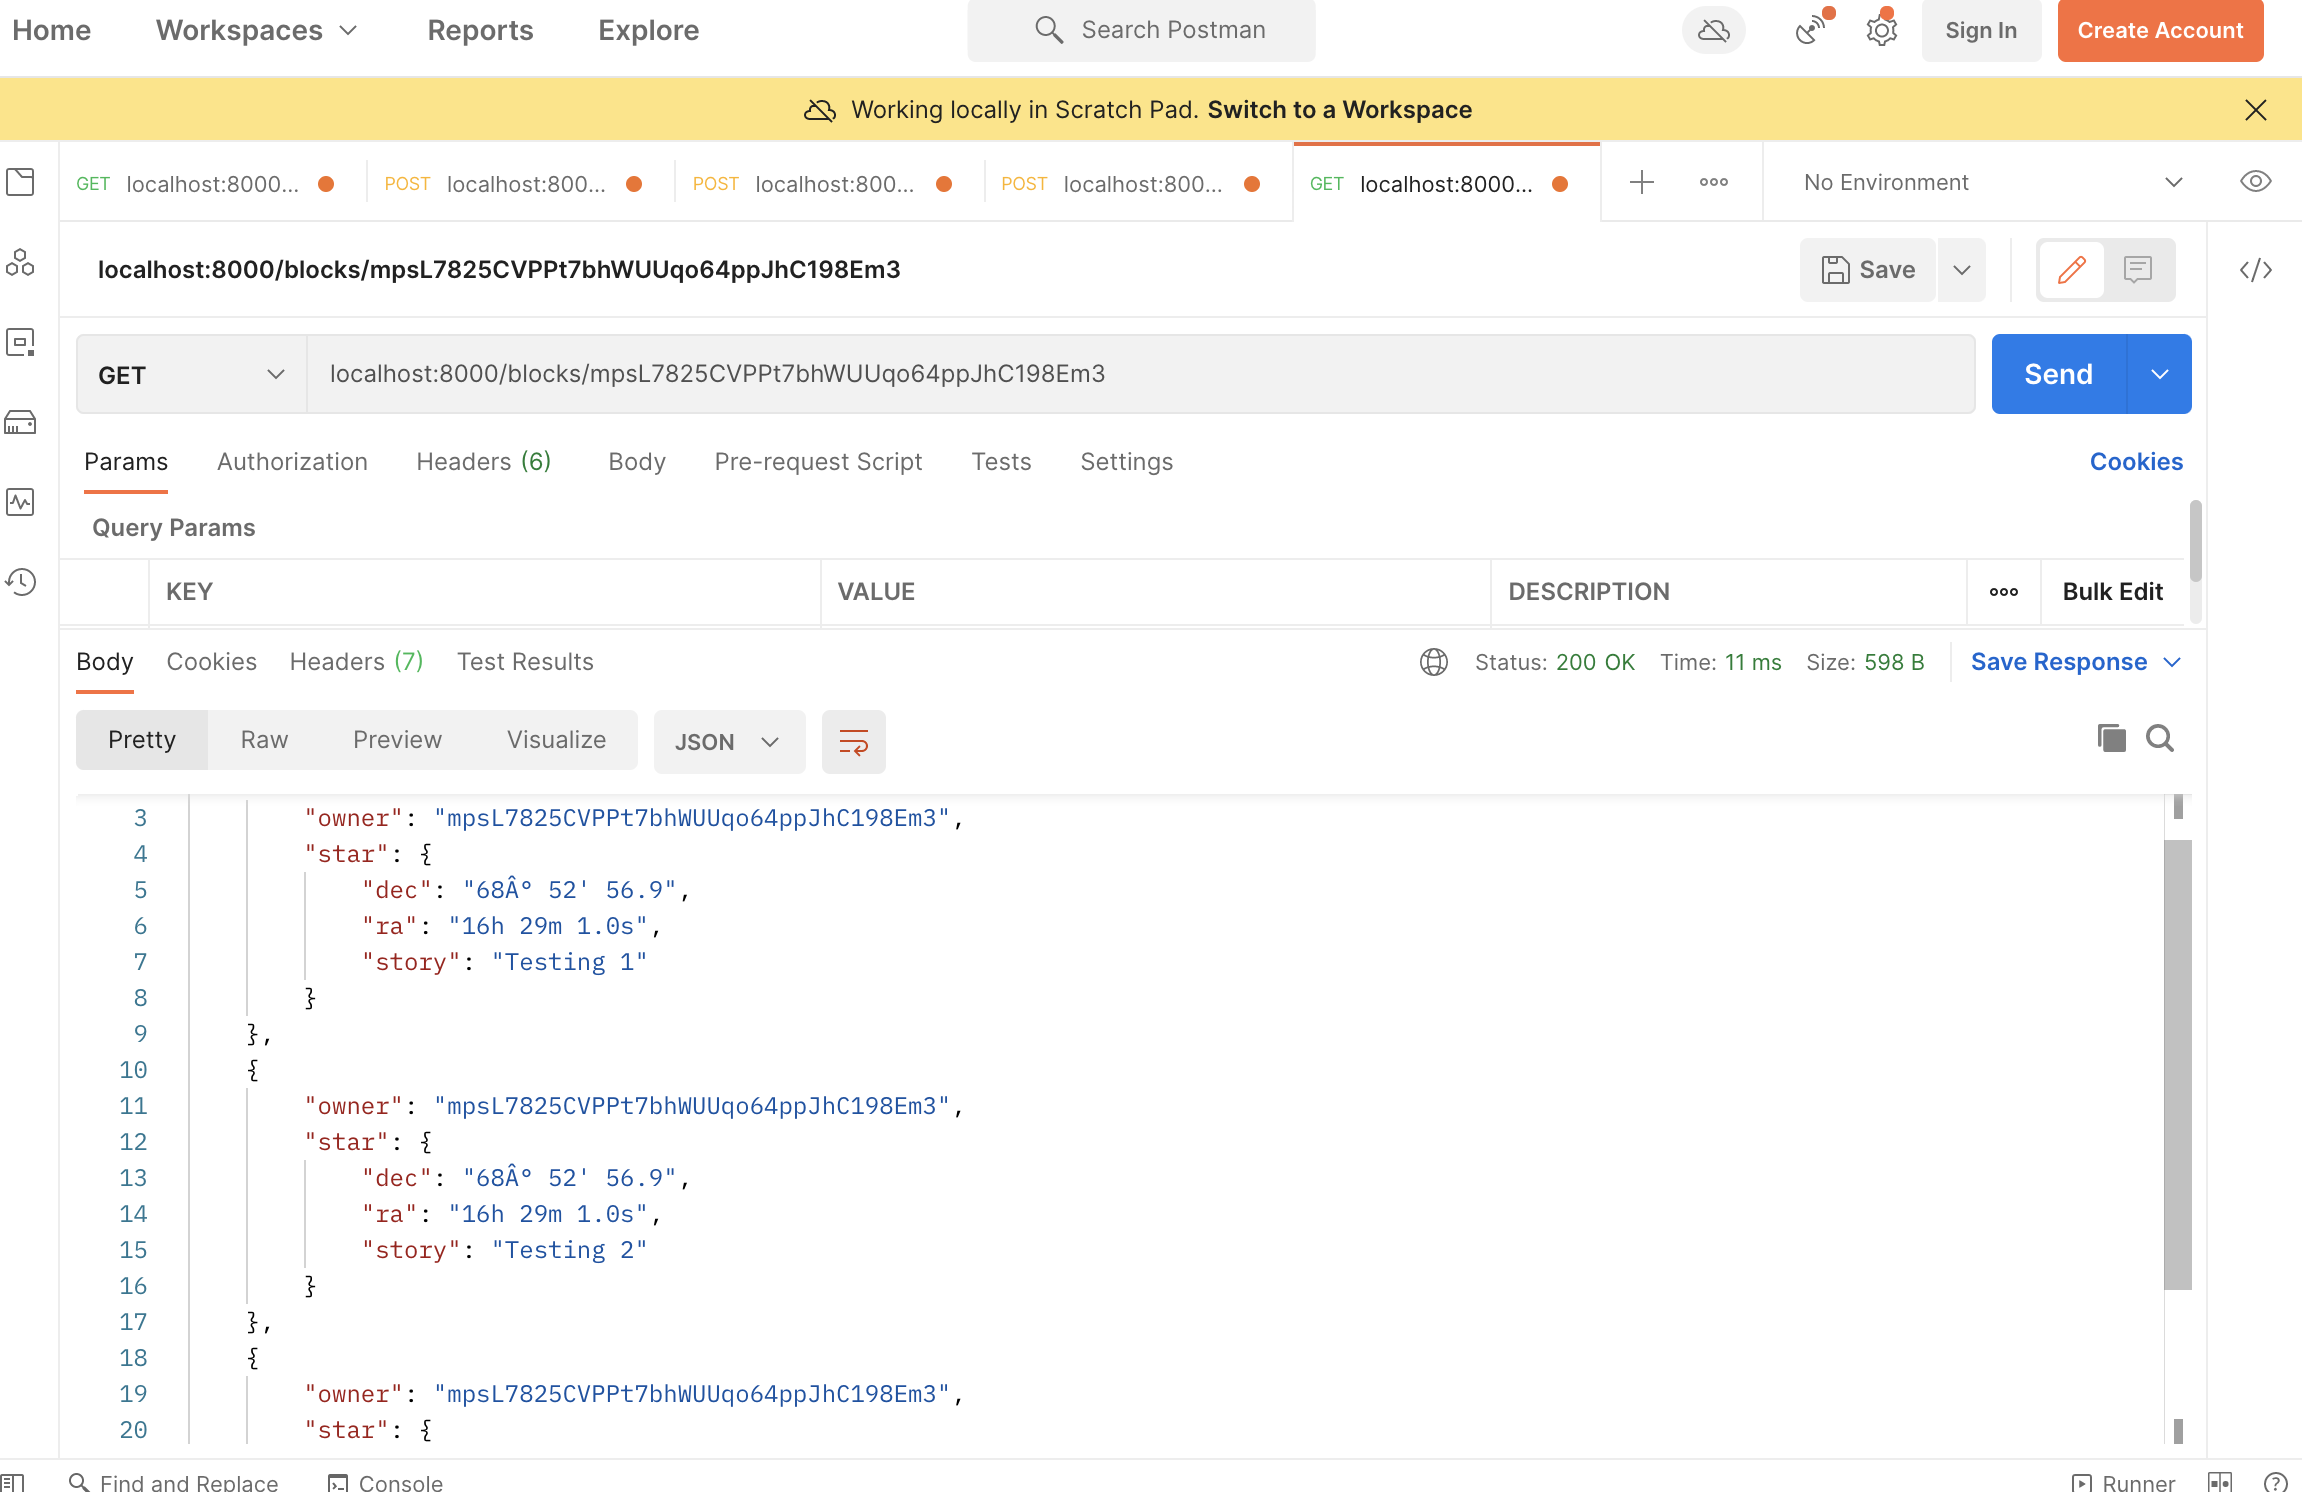 Home Workspaces Reports Explore Search Postman Sign In Create Account
Working locally in Scratch Pad. Switch to a Workspace
GET localhost:8000... POST localhost:800... POST localhost:800... POST localhost:800... GET localhost:8000... No Environment
localhost:8000/blocks/mpsL7825CVPPt7bhWUUqo64ppJhC198Em3 Save
GET localhost:8000/blocks/mpsL7825CVPPt7bhWUUqo64ppJhC198Em3 Send
Params Authorization Headers (6) Body Pre-request Script Tests Settings Cookies
Query Params
KEY VALUE DESCRIPTION Bulk Edit
Body Cookies Headers (7) Test Results Status: 200 OK Time: 11 ms Size: 598 B Save Response
Pretty Raw Preview Visualize JSON
3 "owner": "mpsL7825CVPPt7bhWUUqo64ppJhC198Em3",
4 "star": {
5 "dec": "68Â° 52' 56.9",
6 "ra": "16h 29m 1.0s",
7 "story": "Testing 1"
8 }
9 },
10 {
11 "owner": "mpsL7825CVPPt7bhWUUqo64ppJhC198Em3",
12 "star": {
13 "dec": "68Â° 52' 56.9",
14 "ra": "16h 29m 1.0s",
15 "story": "Testing 2"
16 }
17 },
18 {
19 "owner": "mpsL7825CVPPt7bhWUUqo64ppJhC198Em3",
20 "star": {
Find and Replace Console Runner